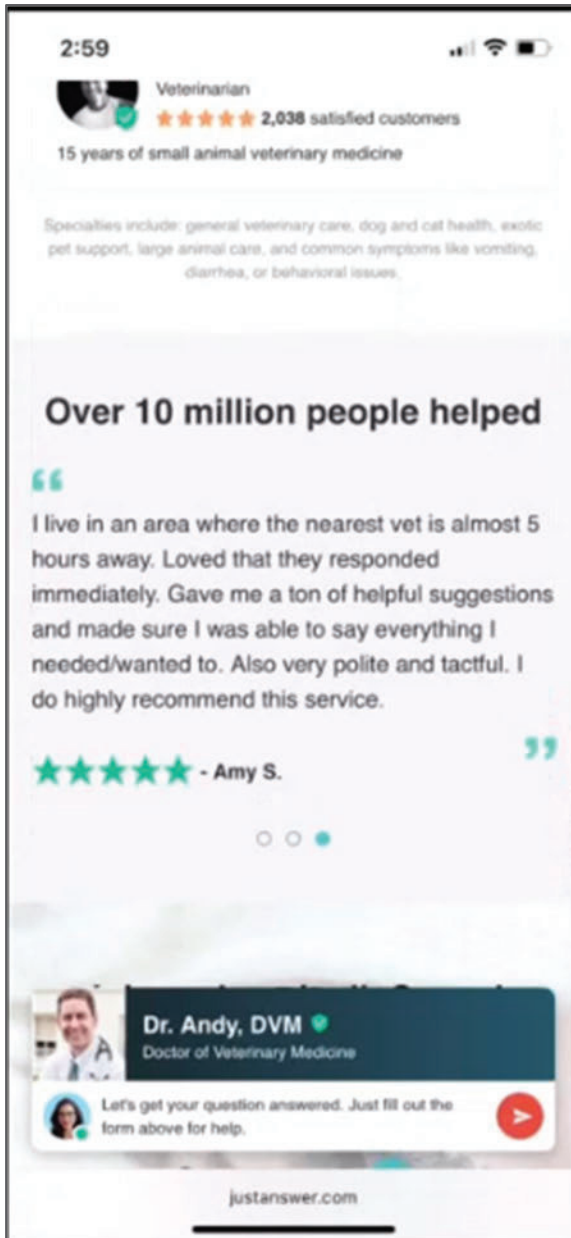 2:59
Veterinarian
2,038 satisfied customers
15 years of small animal veterinary medicine
Specialties include: general veterinary care, dog and cat health, exotic
pet support, large animal care, and common symptoms like vomiting,
diarrhea, or behavioral issues.
Over 10 million people helped
“
I live in an area where the nearest vet is almost 5
hours away. Loved that they responded
immediately. Gave me a ton of helpful suggestions
and made sure I was able to say everything I
needed/wanted to. Also very polite and tactful. I
do highly recommend this service.
”
- Amy S.
Dr. Andy, DVM
Doctor of Veterinary Medicine
Let's get your question answered. Just fill out the
form above for help.
justanswer.com